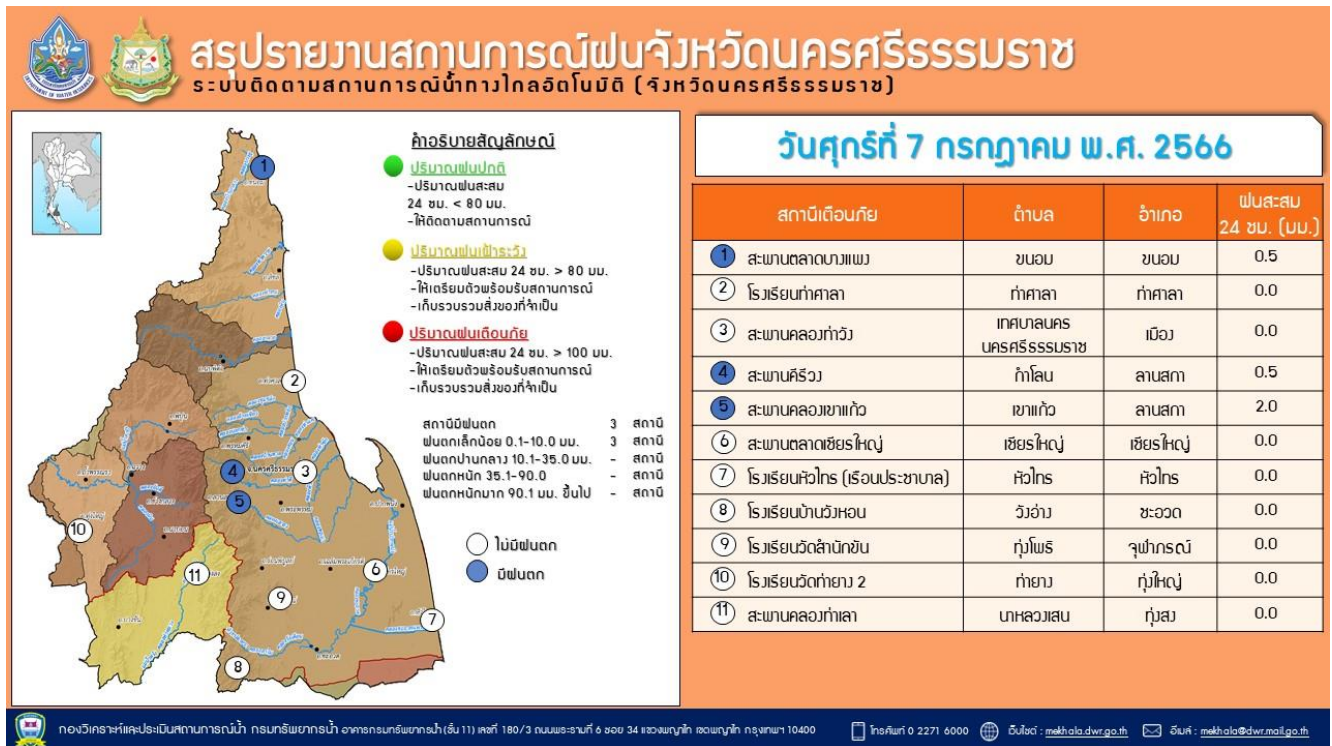 สรุปรายงานสถานการณ์ฝนจังหวัดนครศรีธรรมราช
ระบบติดตามสถานการณ์น้ำทางไกลอัตโนมัติ (จังหวัดนครศรีธรรมราช)
คำอธิบายสัญลักษณ์
ปริมาณฝนปกติ
-ปริมาณฝนสะสม
24 ชม. < 80 มม.
-ให้ติดตามสถานการณ์
ปริมาณฝนเฝ้าระวัง
-ปริมาณฝนสะสม 24 ชม. > 80 มม.
-ให้เตรียมตัวพร้อมรับสถานการณ์
-เก็บรวบรวมสิ่งของที่จำเป็น
ปริมาณฝนเตือนภัย
-ปริมาณฝนสะสม 24 ชม. > 100 มม.
-ให้เตรียมตัวพร้อมรับสถานการณ์
-เก็บรวบรวมสิ่งของที่จำเป็น
สถานีมีฝนตก 3 สถานี
ฝนตกเล็กน้อย 0.1-10.0 มม. 3 สถานี
ฝนตกปานกลาง 10.1-35.0 มม. - สถานี
ฝนตกหนัก 35.1-90.0 - สถานี
ฝนตกหนักมาก 90.1 มม. ขึ้นไป - สถานี
ไม่มีฝนตก
มีฝนตก
1
2
3
4
5
6
7
8
9
10
11
วันศุกร์ที่ 7 กรกฎาคม พ.ศ. 2566
สถานีเตือนภัย ตำบล อำเภอ ฝนสะสม
24 ชม. (มม.)
1 สะพานตลาดบางแพง ขนอม ขนอม 0.5
2 โรงเรียนท่าศาลา ท่าศาลา ท่าศาลา 0.0
3 สะพานคลองท่าวัง เทศบาลนคร
นครศรีธรรมราช เมือง 0.0
4 สะพานคีรีวง กำโลน ลานสกา 0.5
5 สะพานคลองเขาแก้ว เขาแก้ว ลานสกา 2.0
6 สะพานตลาดเชียรใหญ่ เชียรใหญ่ เชียรใหญ่ 0.0
7 โรงเรียนหัวไทร (เรือนประชาบาล) หัวไทร หัวไทร 0.0
8 โรงเรียนบ้านวังหอน วังอ่าง ชะอวด 0.0
9 โรงเรียนวัดสำนักขัน ทุ่งโพธิ จุฬาภรณ์ 0.0
10 โรงเรียนวัดท่ายาง 2 ท่ายาง ทุ่งใหญ่ 0.0
11 สะพานคลองท่าเลา นาหลวงเสน ทุ่งสง 0.0
กองวิเคราะห์และประเมินสถานการณ์น้ำ กรมทรัพยากรน้ำ อาคารกรมทรัพยากรน้ำ (ชั้น 11) เลขที่ 180/3 ถนนพระรามที่ 6 ซอย 34 แขวงพญาไท เขตพญาไท กรุงเทพฯ 10400 โทรศัพท์ 0 2271 6000 เว็บไซต์ : mekhala.dwr.go.th อีเมล์ : mekhala@dwr.mail.go.th